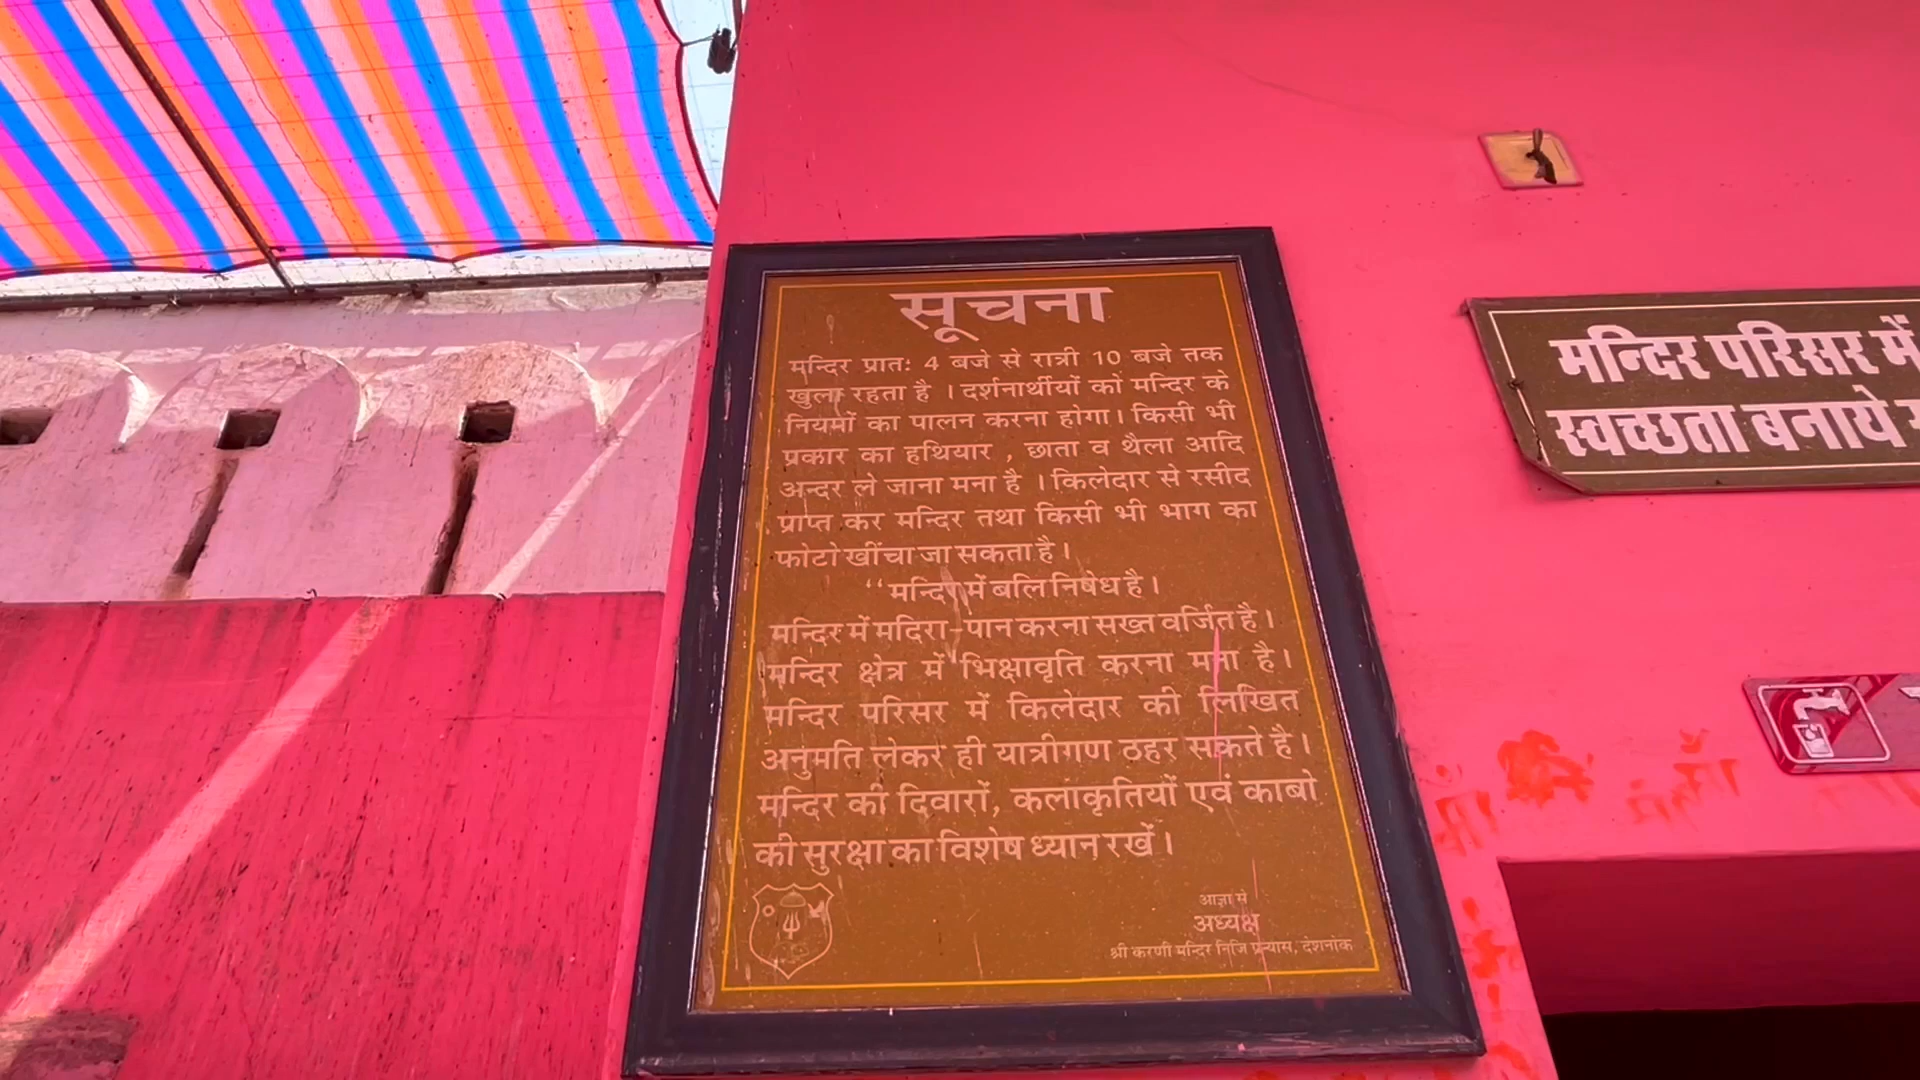 सूचना
मन्दिर प्रातः 4 बजे से रात्री 10 बजे तक
खुला रहता है । दर्शनार्थीयों को मन्दिर के
नियमों का पालन करना होगा। किसी भी
प्रकार का हथियार , छाता व थैला आदि
अन्दर ले जाना मना है । किलेदार से रसीद
प्राप्त कर मन्दिर तथा किसी भी भाग का
फोटो खींचा जा सकता है।
“मन्दिर में बलि निषेध है।
मन्दिर में मदिरा-पान करना सख्त वर्जित है।
मन्दिर क्षेत्र में भिक्षावृति करना मना है।
मन्दिर परिसर में किलेदार की लिखित
अनुमति लेकर ही यात्रीगण ठहर सकते है।
मन्दिर की दिवारों, कलाकृतियों एवं काबो
की सुरक्षा का विशेष ध्यान रखें।
आज्ञा से
अध्यक्ष
श्री करणी मन्दिर निजि प्रन्यास, देशनोक
मन्दिर परिसर में
स्वच्छता बनाये